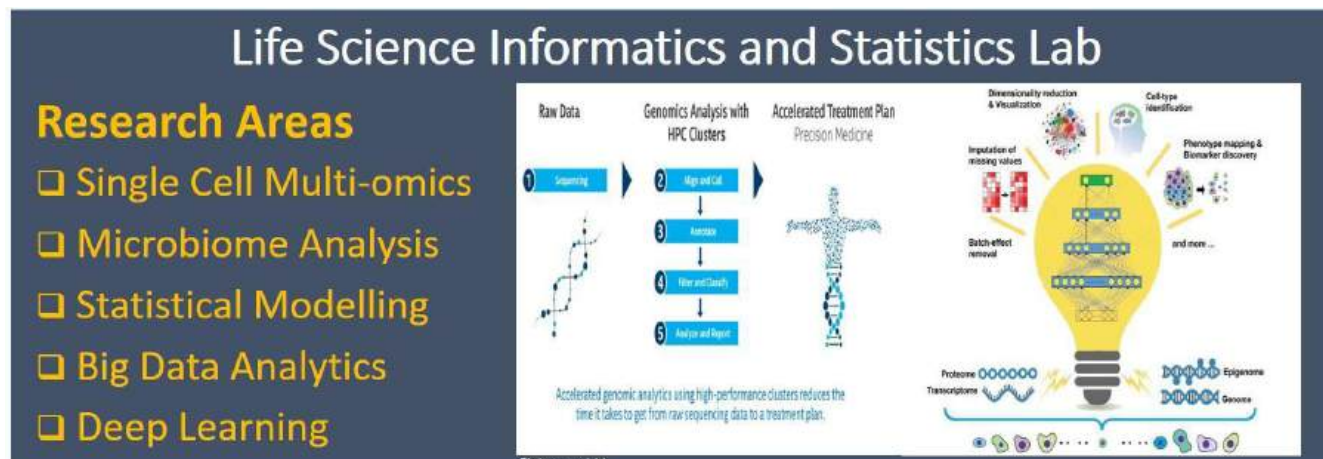 Life Science Informatics and Statistics Lab
Research Areas
Single Cell Multi-omics
Microbiome Analysis
Statistical Modelling
Big Data Analytics
Deep Learning
Raw Data
Genomics Analysis with
HPC Clusters
Accelerated Treatment Plan
Precision Medicine
1 Sequencing
2 Align and Call
3 Annotate
4 Filter and Classify
5 Analyze and Report
Accelerated genomic analytics using high-performance clusters reduces the
time it takes to get from raw sequencing data to a treatment plan.
Dimensionality reduction
& Visualization
Cell-type
identification
Imputation of
missing values
Phenotype mapping &
Biomarker discovery
Batch-effect
removal
and more ...
Proteome
Transcriptome
Epigenome
Genome